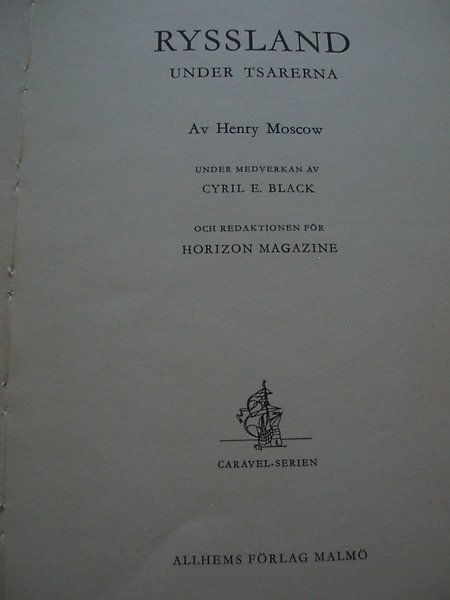 RYSSLAND
UNDER TSARERNA
Av Henry Moscow
UNDER MEDVERKAN AV
CYRIL E. BLACK
OCH REDAKTIONEN FÖR
HORIZON MAGAZINE
CARAVEL-SERIEN
ALLHEMS FÖRLAG MALMÖ